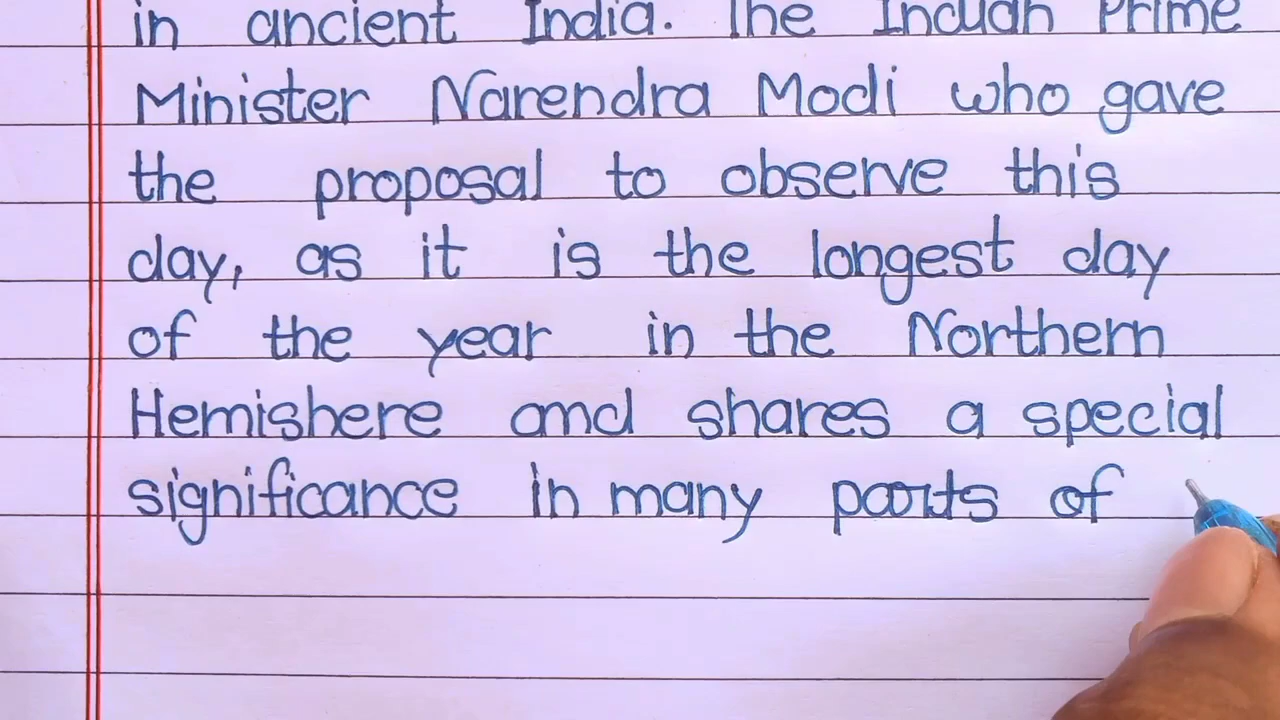 in ancient India. The Indian Prime
Minister Narendra Modi who gave
the proposal to observe this
day, as it is the longest day
of the year in the Northern
Hemishere and shares a special
significance in many parts of